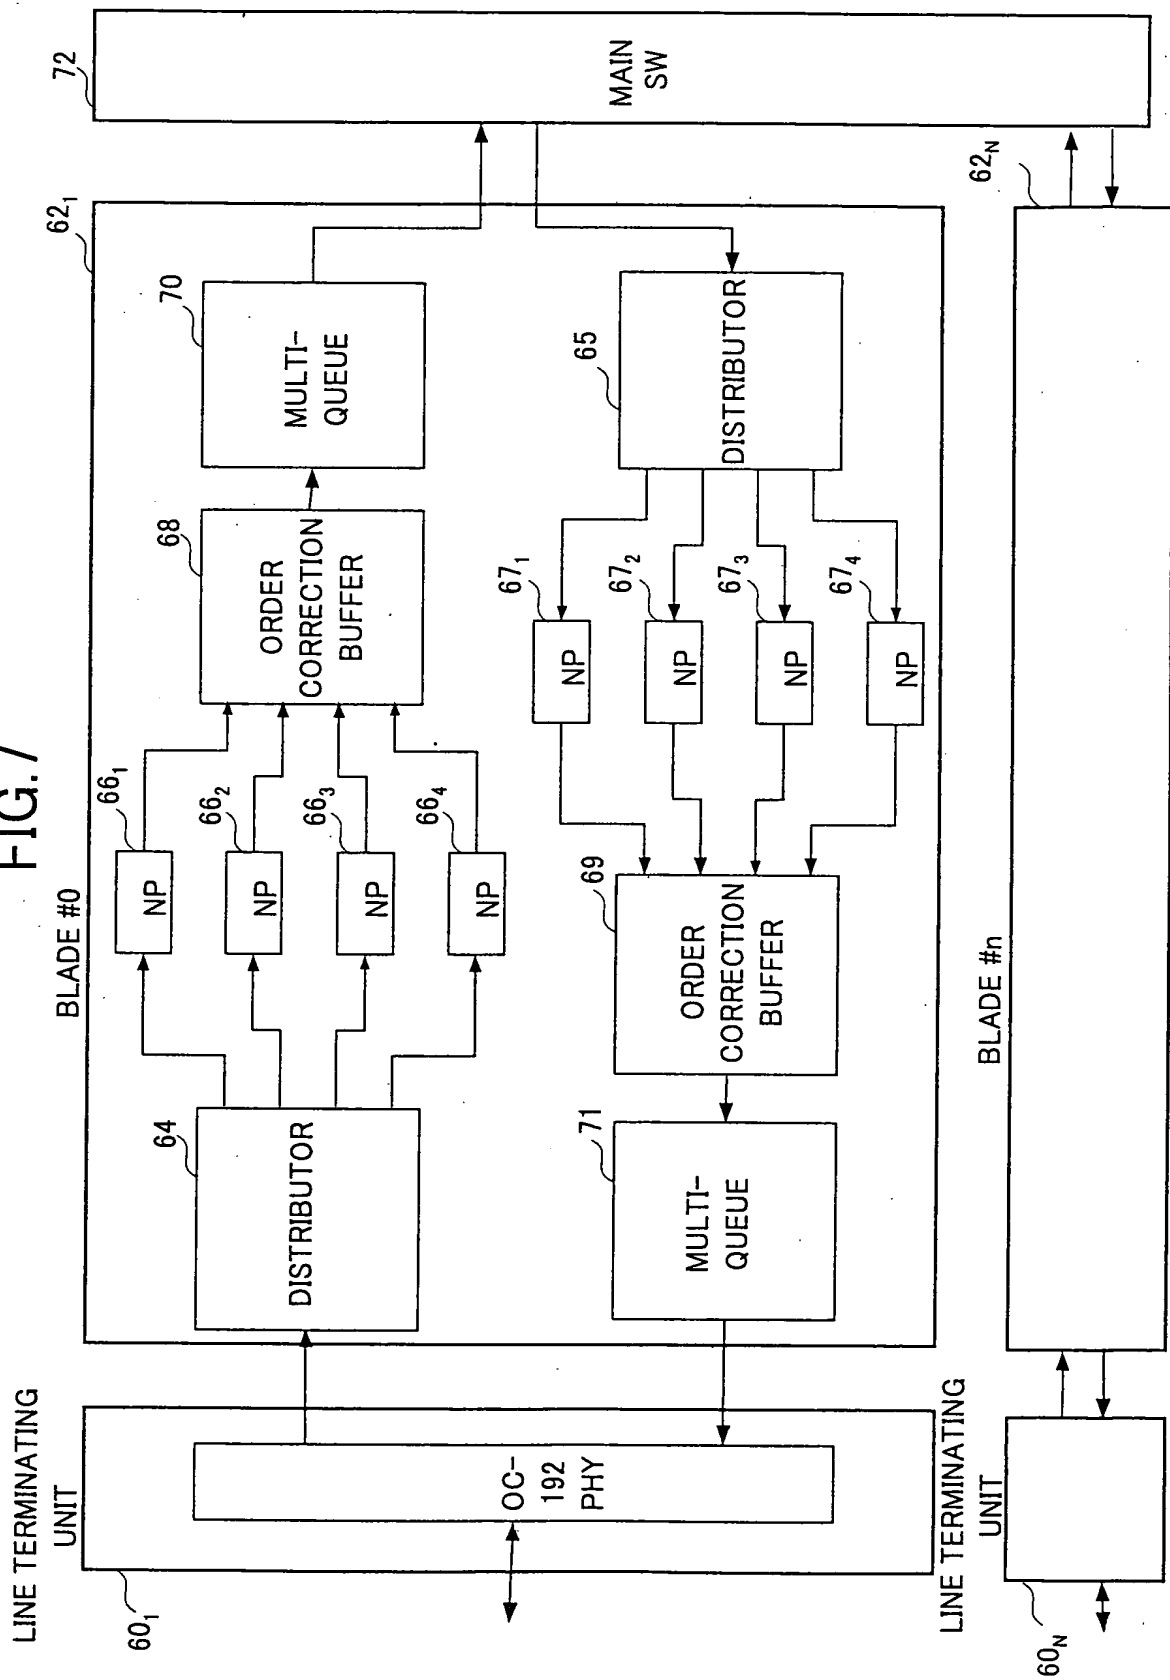 FIG.7
LINE TERMINATING
UNIT
60₁
OC-
192
PHY
BLADE #0
62₁
64
DISTRIBUTOR
66₁
NP
66₂
NP
66₃
NP
66₄
NP
68
ORDER
CORRECTION
BUFFER
70
MULTI-
QUEUE
72
MAIN
SW
71
MULTI-
QUEUE
69
ORDER
CORRECTION
BUFFER
67₁
NP
67₂
NP
67₃
NP
67₄
NP
65
DISTRIBUTOR
LINE TERMINATING
UNIT
60N
BLADE #n
62N